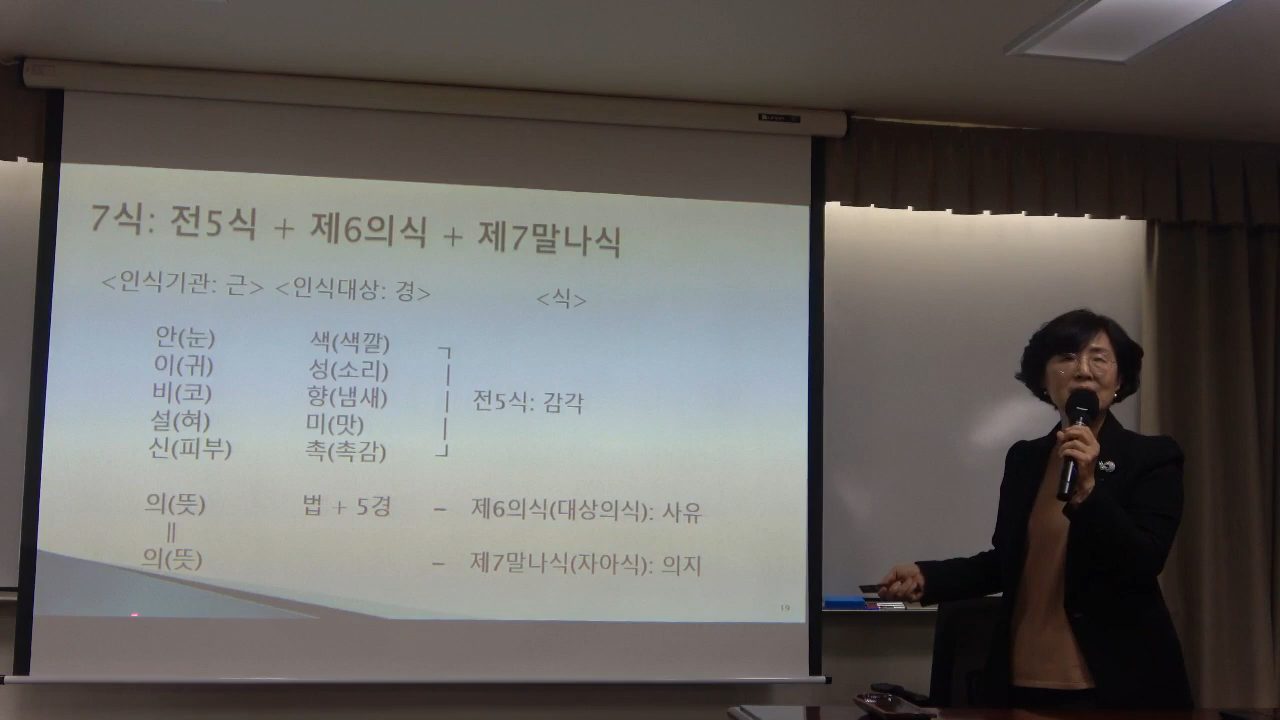 7식: 전5식 + 제6의식 + 제7말나식
<인식기관: 근> <인식대상: 경> <식>
안(눈) 색(색깔)
이(귀) 성(소리)
비(코) 향(냄새) 전5식: 감각
설(혀) 미(맛)
신(피부) 촉(촉감)
의(뜻) 법 + 5경 – 제6의식(대상의식): 사유
||
의(뜻) – 제7말나식(자아식): 의지
19